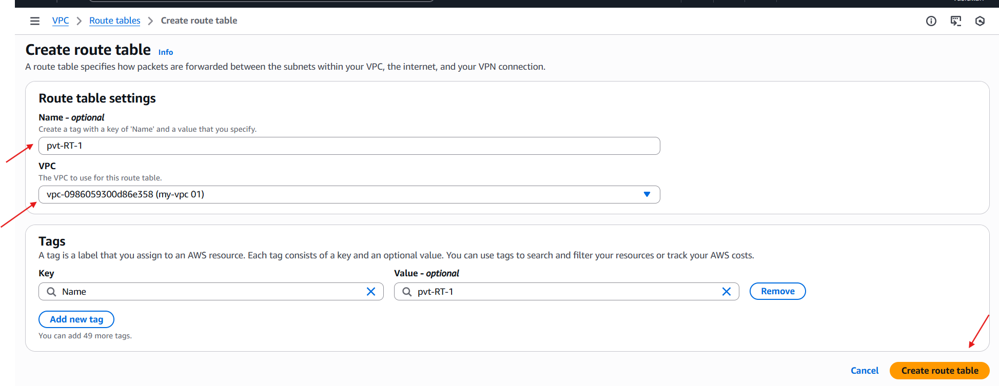 VPC > Route tables > Create route table
Create route table Info
A route table specifies how packets are forwarded between the subnets within your VPC, the internet, and your VPN connection.
Route table settings
Name - optional
Create a tag with a key of 'Name' and a value that you specify.
pvt-RT-1
VPC
The VPC to use for this route table.
vpc-0986059300d86e358 (my-vpc 01)
Tags
A tag is a label that you assign to an AWS resource. Each tag consists of a key and an optional value. You can use tags to search and filter your resources or track your AWS costs.
Key Value - optional
Name pvt-RT-1 Remove
Add new tag
You can add 49 more tags.
Cancel Create route table